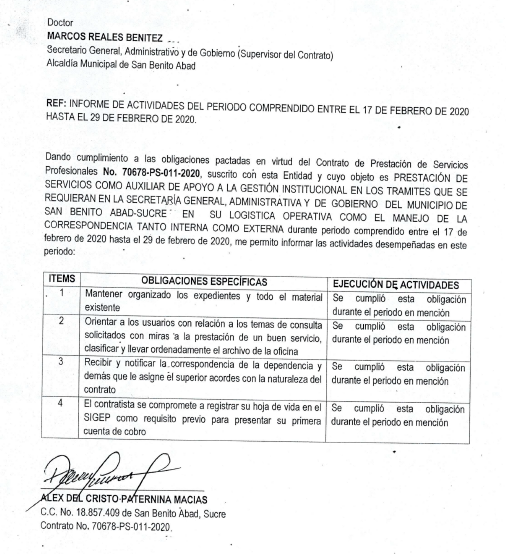 Doctor
MARCOS REALES BENITEZ
Secretario General, Administrativo y de Gobierno (Supervisor del Contrato)
Alcaldía Municipal de San Benito Abad
REF: INFORME DE ACTIVIDADES DEL PERIODO COMPRENDIDO ENTRE EL 17 DE FEBRERO DE 2020
HASTA EL 29 DE FEBRERO DE 2020.
Dando cumplimiento a las obligaciones pactadas en virtud del Contrato de Prestación de Servicios
Profesionales No. 70678-PS-011-2020, suscrito con esta Entidad y cuyo objeto es PRESTACIÓN DE
SERVICIOS COMO AUXILIAR DE APOYO A LA GESTIÓN INSTITUCIONAL EN LOS TRAMITES QUE SE
REQUIERAN EN LA SECRETARÍA GENERAL, ADMINISTRATIVA Y DE GOBIERNO DEL MUNICIPIO DE
SAN BENITO ABAD-SUCRE EN SU LOGISTICA OPERATIVA COMO EL MANEJO DE LA
CORRESPONDENCIA TANTO INTERNA COMO EXTERNA durante periodo comprendido entre el 17 de
febrero de 2020 hasta el 29 de febrero de 2020, me permito informar las actividades desempeñadas en este
periodo:
ITEMS OBLIGACIONES ESPECÍFICAS EJECUCIÓN DE ACTIVIDADES
1 Mantener organizado los expedientes y todo el material Se cumplió esta obligación
existente durante el periodo en mención
2 Orientar a los usuarios con relación a los temas de consulta Se cumplió esta obligación
solicitados con miras a la prestación de un buen servicio, durante el periodo en mención
clasificar y llevar ordenadamente el archivo de la oficina
3 Recibir y notificar la correspondencia de la dependencia y Se cumplió esta obligación
demás que le asigne el superior acordes con la naturaleza del durante el periodo en mención
contrato
4 El contratista se compromete a registrar su hoja de vida en el Se cumplió esta obligación
SIGEP como requisito previo para presentar su primera durante el periodo en mención
cuenta de cobro
ALEX DEL CRISTO PATERNINA MACIAS
C.C. No. 18.857.409 de San Benito Abad, Sucre
Contrato No. 70678-PS-011-2020.